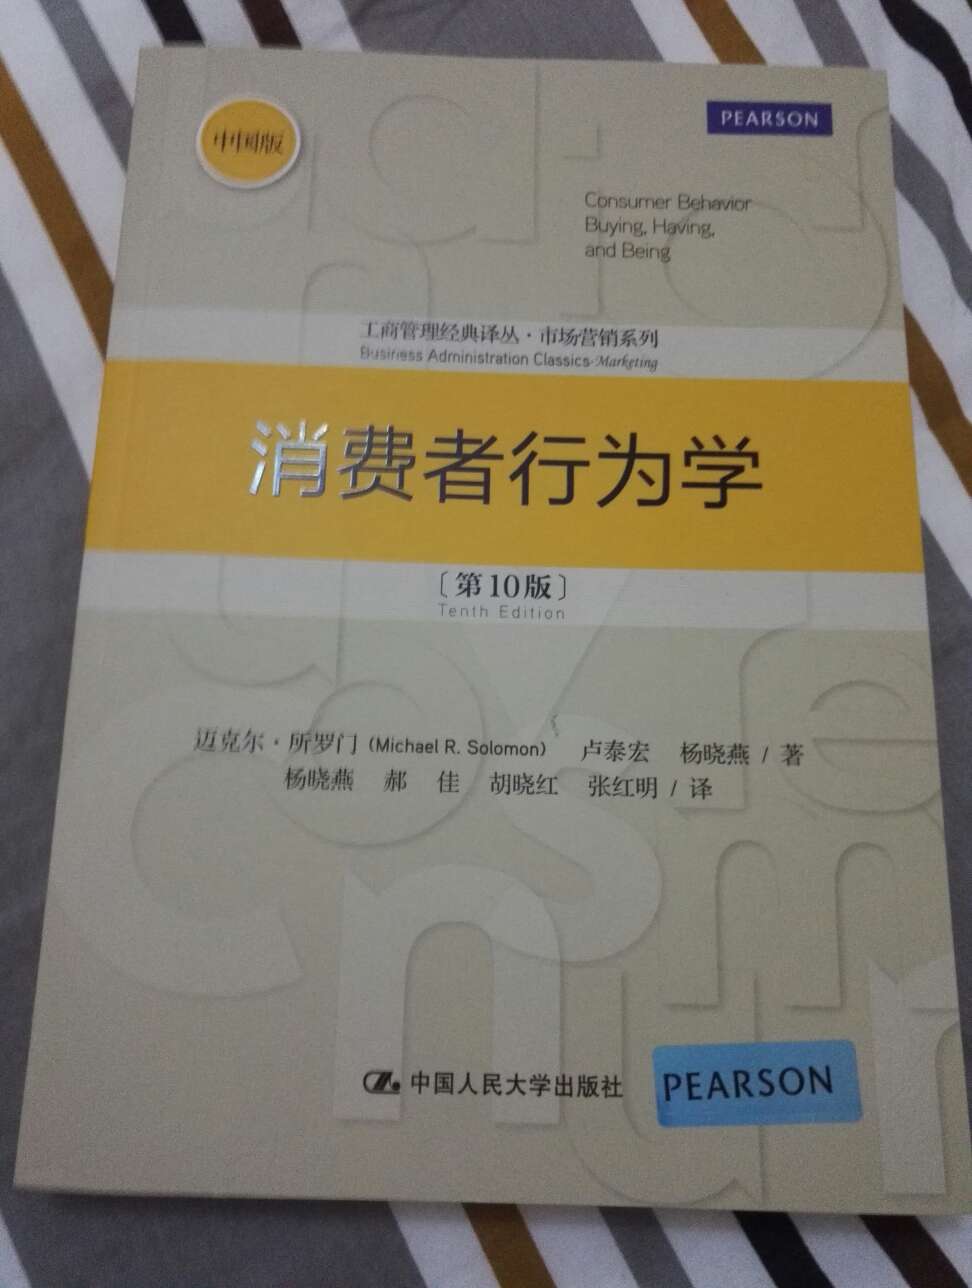 中国版
PEARSON
Consumer Behavior
Buying, Having,
and Being
工商管理经典译丛·市场营销系列
Business Administration Classics·Marketing
消费者行为学
〔第10版〕
Tenth Edition
迈克尔·所罗门(Michael R. Solomon) 卢泰宏 杨晓燕 / 著
杨晓燕 郝 佳 胡晓红 张红明 / 译
中国人民大学出版社
PEARSON